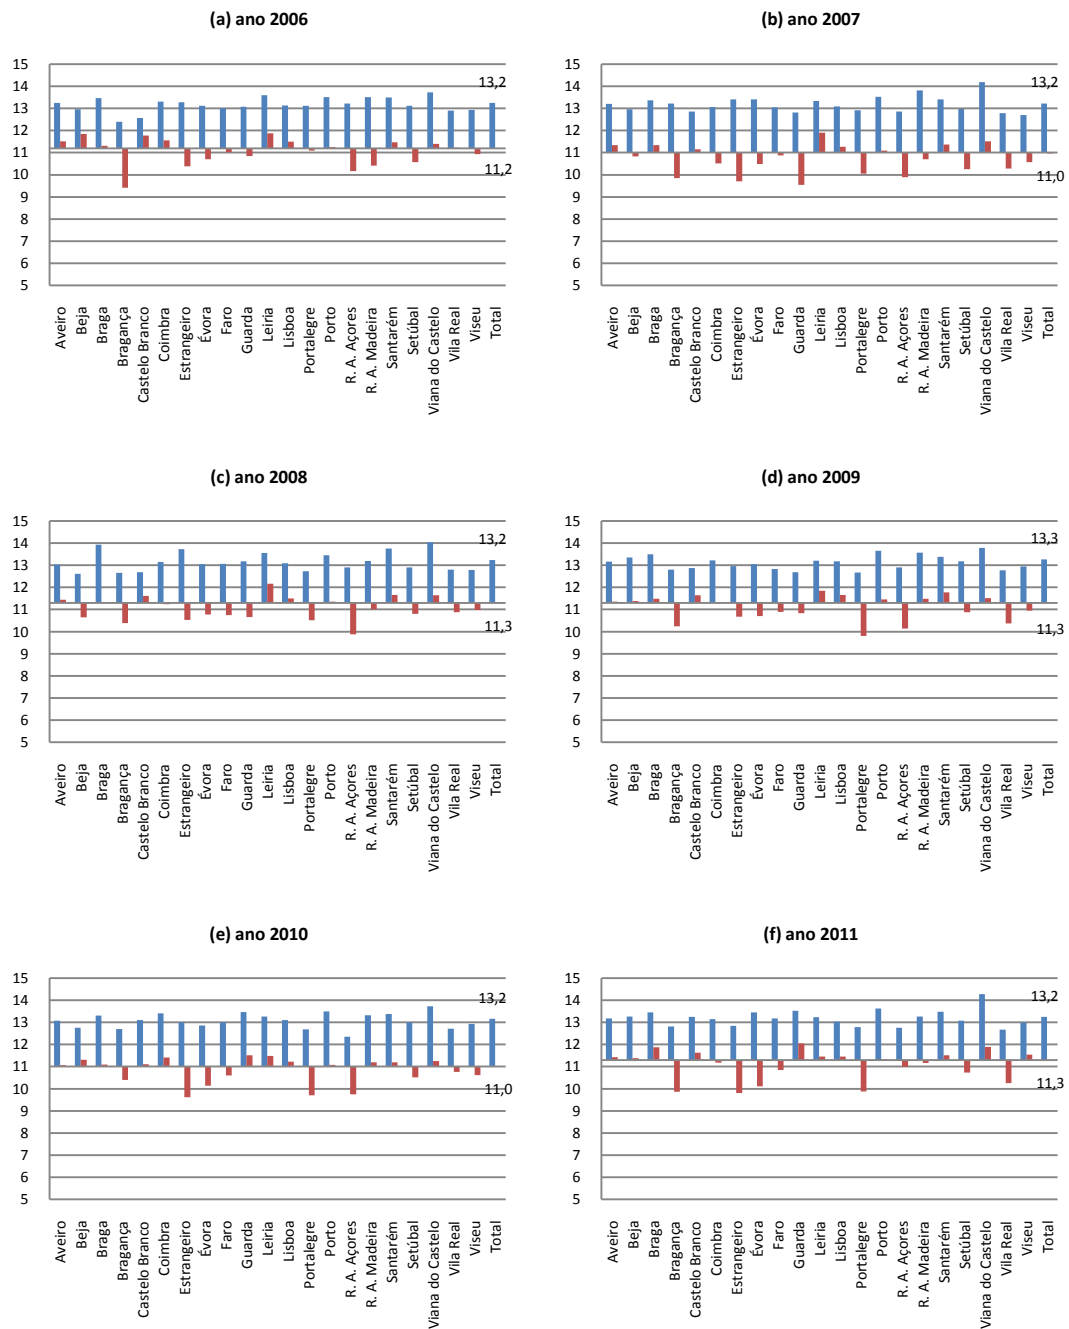 (a) ano 2006
15
14
13
12
11
10
9
8
7
6
5
13,2
11,2
Aveiro
Beja
Braga
Bragança
Castelo Branco
Coimbra
Estrangeiro
Évora
Faro
Guarda
Leiria
Lisboa
Portalegre
Porto
R. A. Açores
R. A. Madeira
Santarém
Setúbal
Viana do Castelo
Vila Real
Viseu
Total
(b) ano 2007
15
14
13
12
11
10
9
8
7
6
5
13,2
11,0
Aveiro
Beja
Braga
Bragança
Castelo Branco
Coimbra
Estrangeiro
Évora
Faro
Guarda
Leiria
Lisboa
Portalegre
Porto
R. A. Açores
R. A. Madeira
Santarém
Setúbal
Viana do Castelo
Vila Real
Viseu
Total
(c) ano 2008
15
14
13
12
11
10
9
8
7
6
5
13,2
11,3
Aveiro
Beja
Braga
Bragança
Castelo Branco
Coimbra
Estrangeiro
Évora
Faro
Guarda
Leiria
Lisboa
Portalegre
Porto
R. A. Açores
R. A. Madeira
Santarém
Setúbal
Viana do Castelo
Vila Real
Viseu
Total
(d) ano 2009
15
14
13
12
11
10
9
8
7
6
5
13,3
11,3
Aveiro
Beja
Braga
Bragança
Castelo Branco
Coimbra
Estrangeiro
Évora
Faro
Guarda
Leiria
Lisboa
Portalegre
Porto
R. A. Açores
R. A. Madeira
Santarém
Setúbal
Viana do Castelo
Vila Real
Viseu
Total
(e) ano 2010
15
14
13
12
11
10
9
8
7
6
5
13,2
11,0
Aveiro
Beja
Braga
Bragança
Castelo Branco
Coimbra
Estrangeiro
Évora
Faro
Guarda
Leiria
Lisboa
Portalegre
Porto
R. A. Açores
R. A. Madeira
Santarém
Setúbal
Viana do Castelo
Vila Real
Viseu
Total
(f) ano 2011
15
14
13
12
11
10
9
8
7
6
5
13,2
11,3
Aveiro
Beja
Braga
Bragança
Castelo Branco
Coimbra
Estrangeiro
Évora
Faro
Guarda
Leiria
Lisboa
Portalegre
Porto
R. A. Açores
R. A. Madeira
Santarém
Setúbal
Viana do Castelo
Vila Real
Viseu
Total